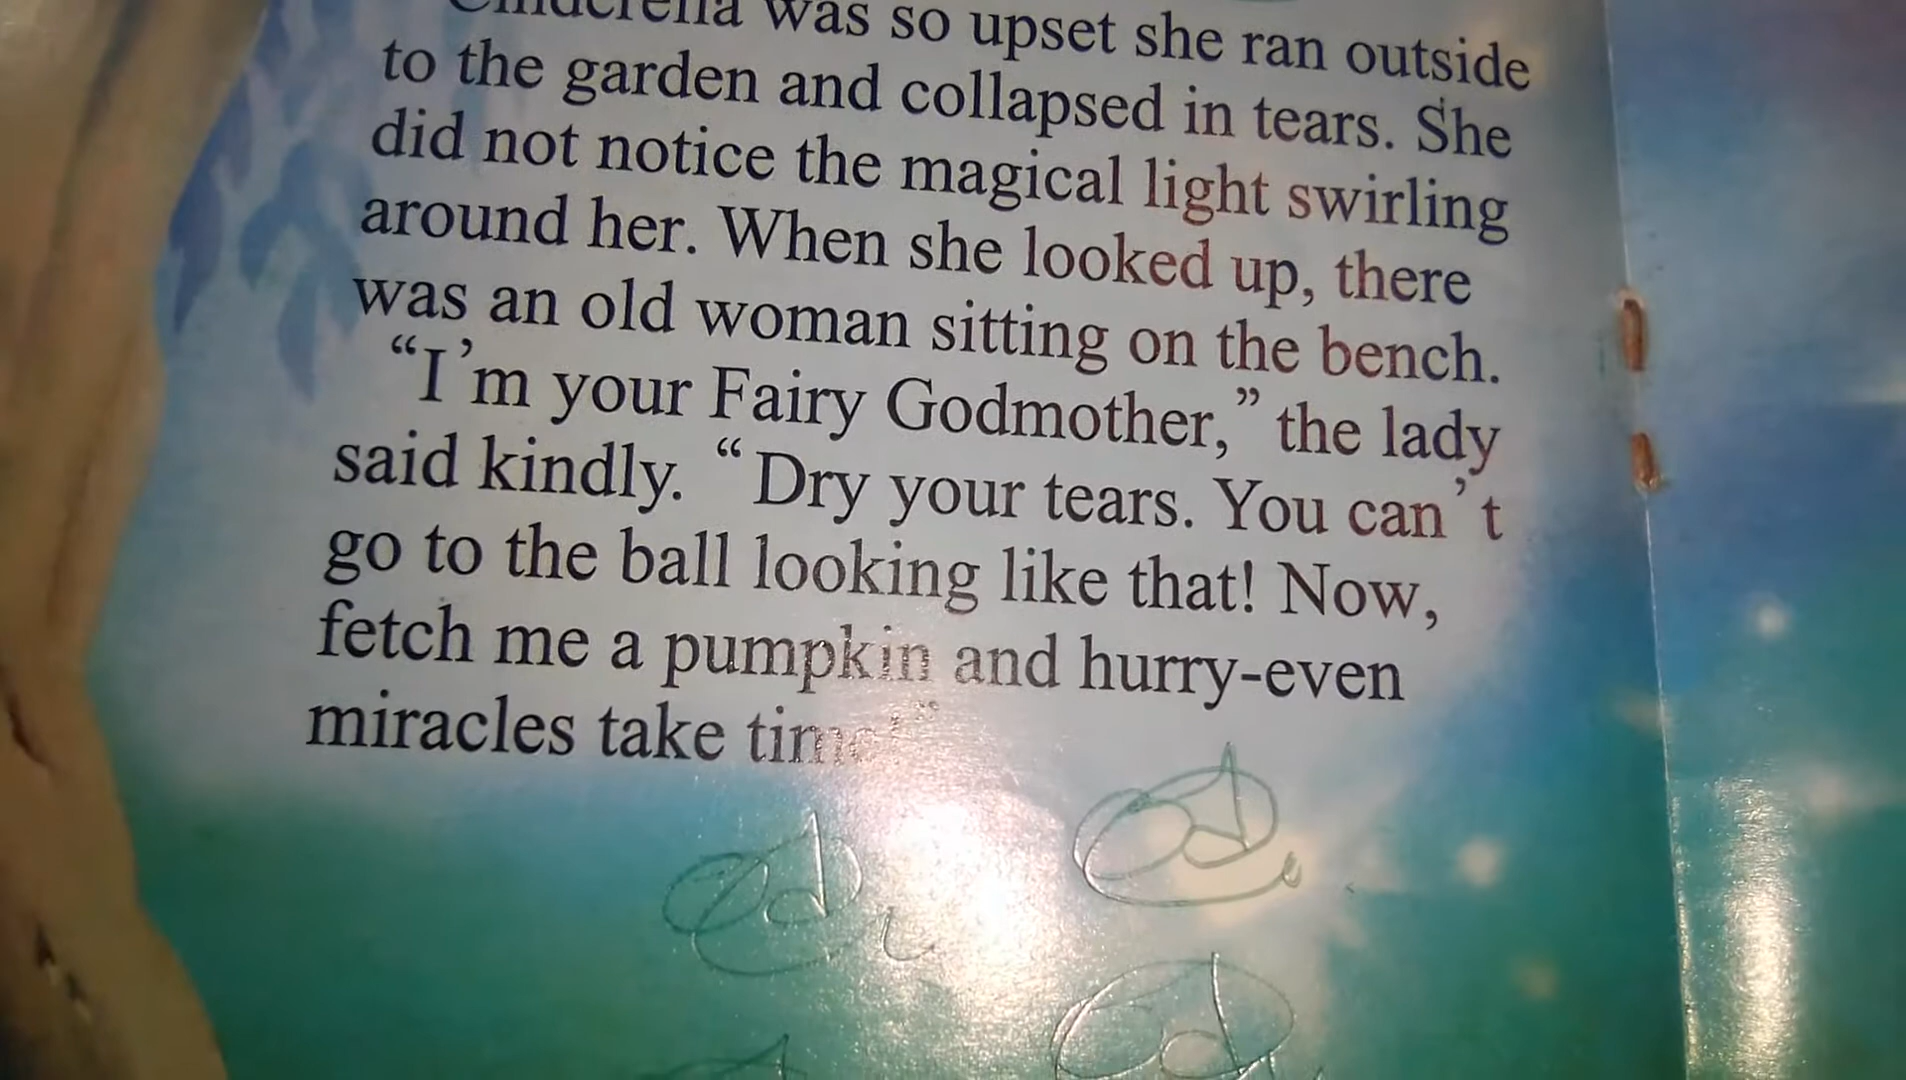 Cinderella was so upset she ran outside
to the garden and collapsed in tears. She
did not notice the magical light swirling
around her. When she looked up, there
was an old woman sitting on the bench.
“I’m your Fairy Godmother,” the lady
said kindly. “Dry your tears. You can’t
go to the ball looking like that! Now,
fetch me a pumpkin and hurry-even
miracles take time!”